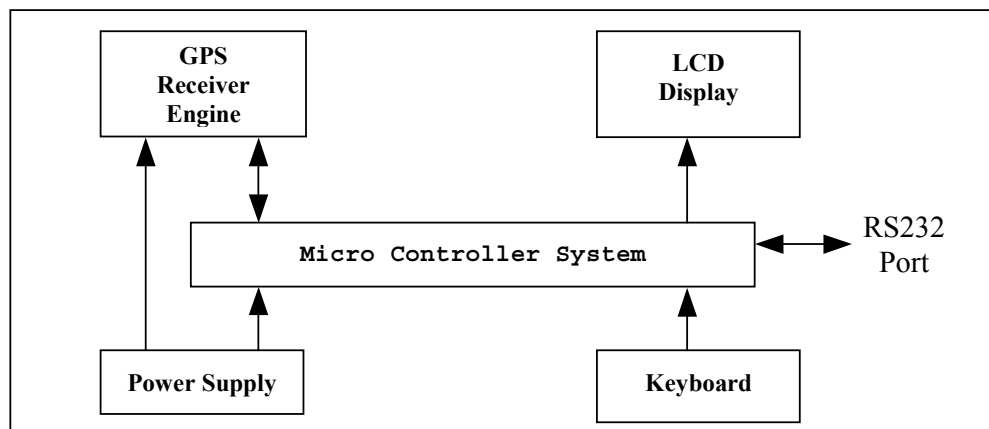 GPS
Receiver
Engine
LCD
Display
Micro Controller System
RS232
Port
Power Supply
Keyboard